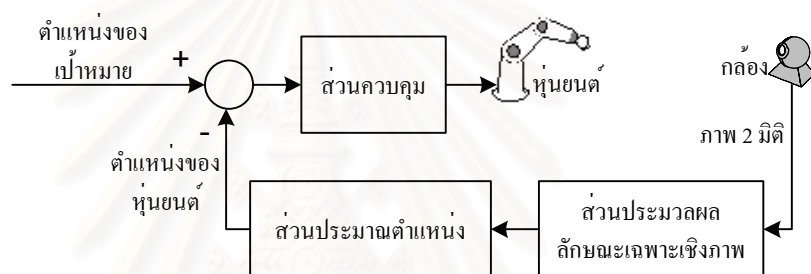 ตำแหน่งของ
เป้าหมาย
+
-
ส่วนควบคุม
หุ่นยนต์
กล้อง
ภาพ 2 มิติ
ตำแหน่งของ
หุ่นยนต์
ส่วนประมาณตำแหน่ง
ส่วนประมวลผล
ลักษณะเฉพาะเชิงภาพ